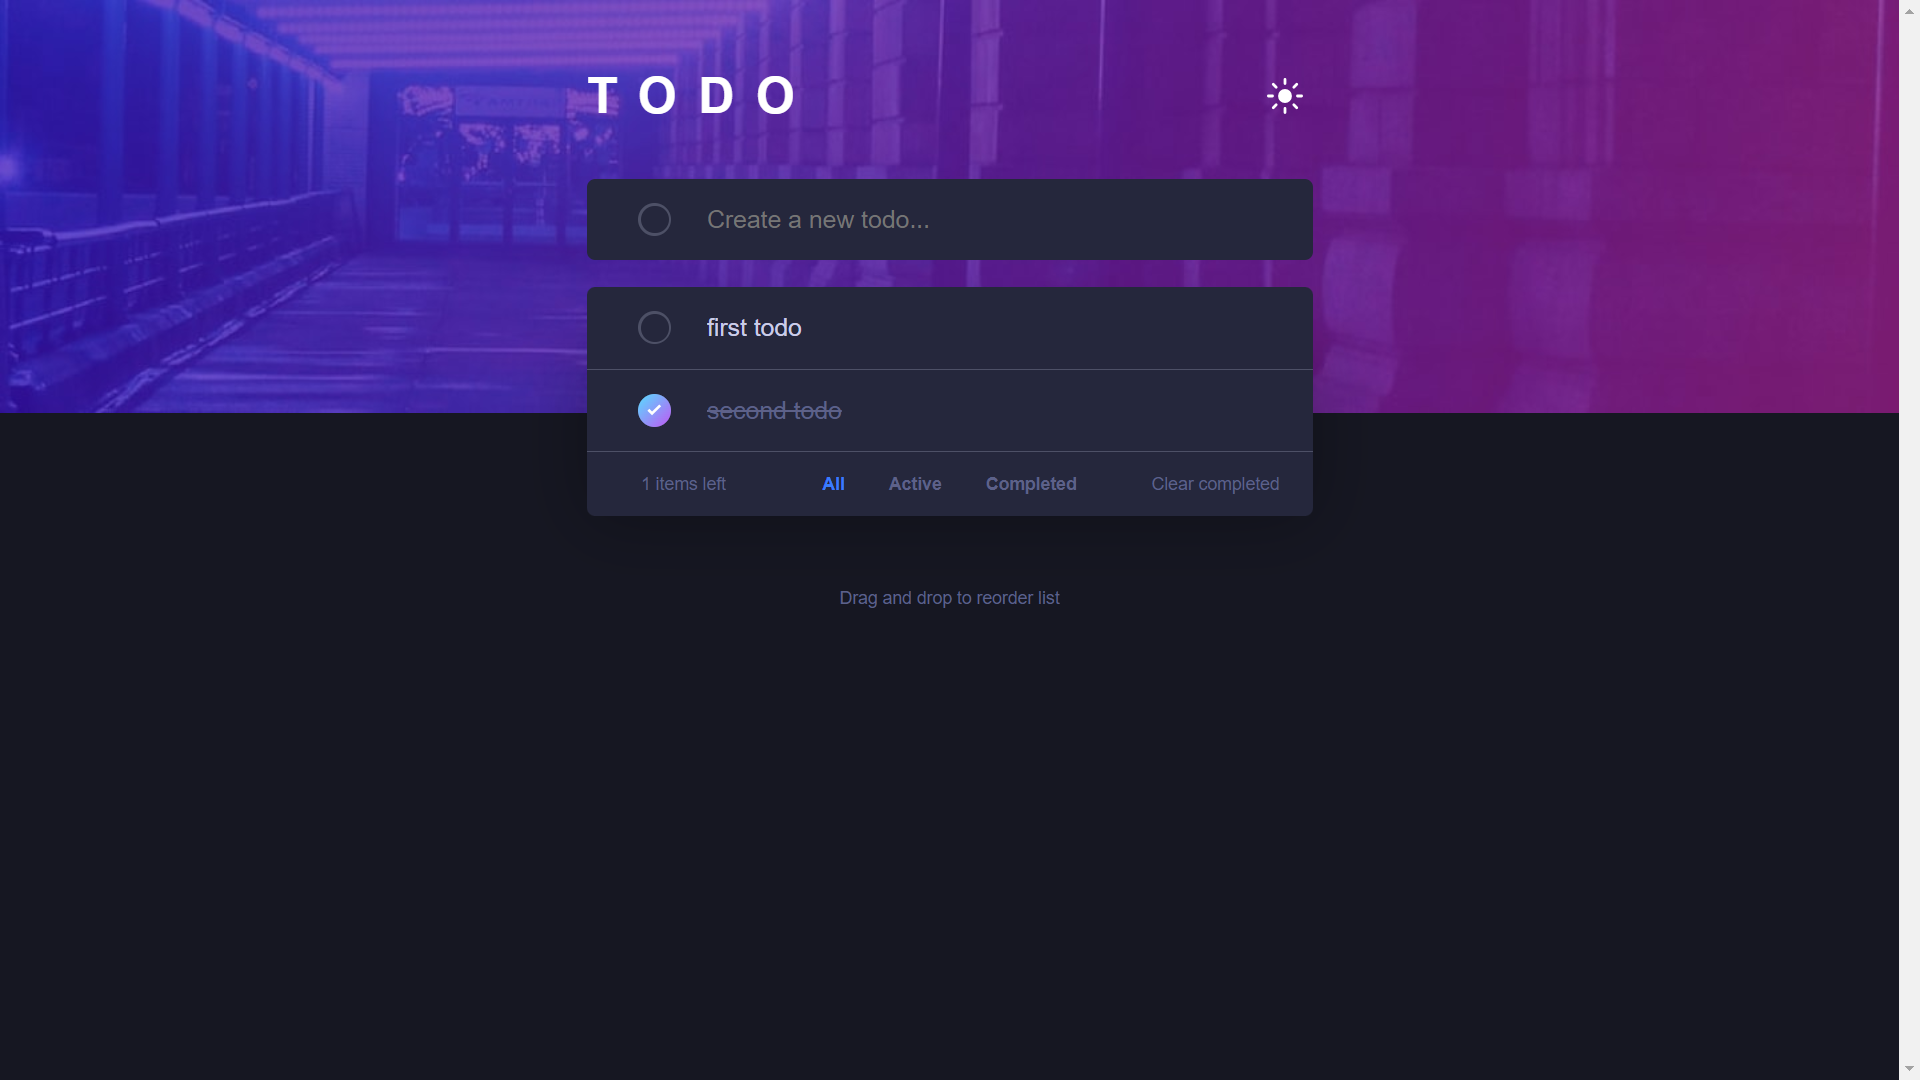 TODO
Create a new todo...
first todo
second todo
1 items left All Active Completed Clear completed
Drag and drop to reorder list